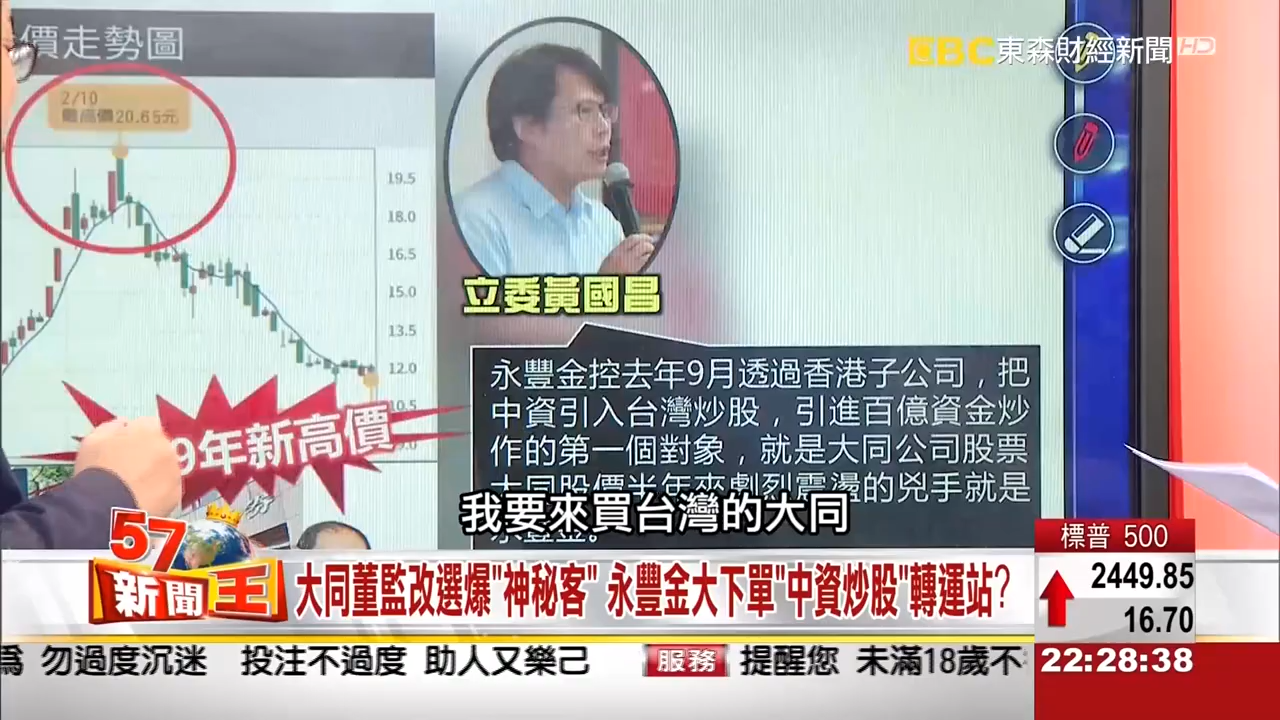 價走勢圖
EBC 東森財經新聞 HD
2/10
最高價20.65元
19.5
18.0
16.5
15.0
13.5
12.0
10.5
9年新高價
立委黃國昌
永豐金控去年9月透過香港子公司,把
中資引入台灣炒股,引進百億資金炒
作的第一個對象,就是大同公司股票
大同股價半年來劇烈震盪的兇手就是
我要來買台灣的大同
57
新聞王
大同董監改選爆"神秘客" 永豐金大下單"中資炒股"轉運站?
標普 500
2449.85
16.70
為 勿過度沉迷 投注不過度 助人又樂己 服務 提醒您 未滿18歲不
22:28:38